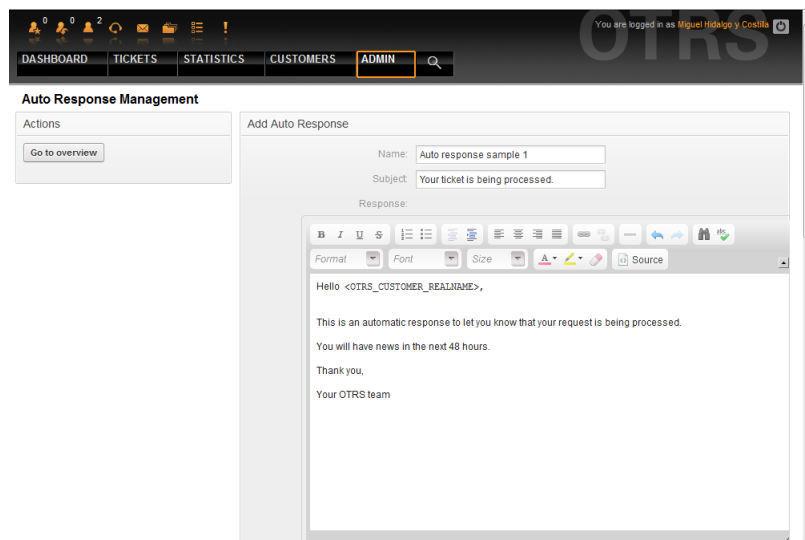 0 0 2
You are logged in as Miguel Hidalgo y Costilla
OTRS
DASHBOARD TICKETS STATISTICS CUSTOMERS ADMIN
Auto Response Management
Actions
Go to overview
Add Auto Response
Name: Auto response sample 1
Subject: Your ticket is being processed.
Response:
B I U S abc
Format Font Size A Source
Hello <OTRS_CUSTOMER_REALNAME>,
This is an automatic response to let you know that your request is being processed.
You will have news in the next 48 hours.
Thank you,
Your OTRS team